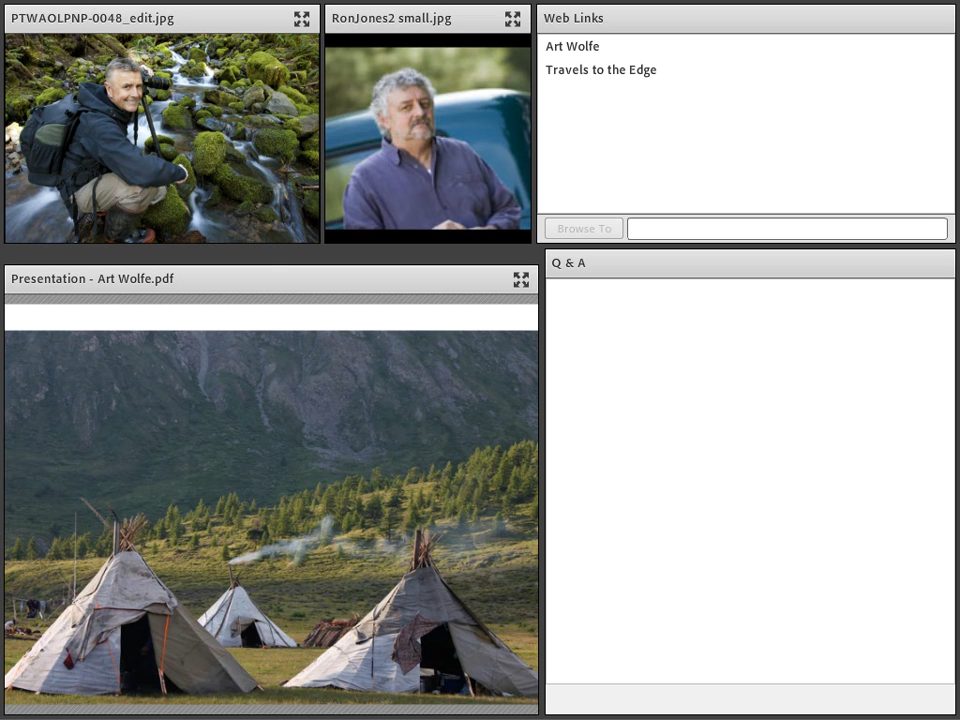 PTWAOLPNP-0048_edit.jpg
RonJones2 small.jpg
Web Links
Art Wolfe
Travels to the Edge
Browse To
Presentation - Art Wolfe.pdf
Q & A